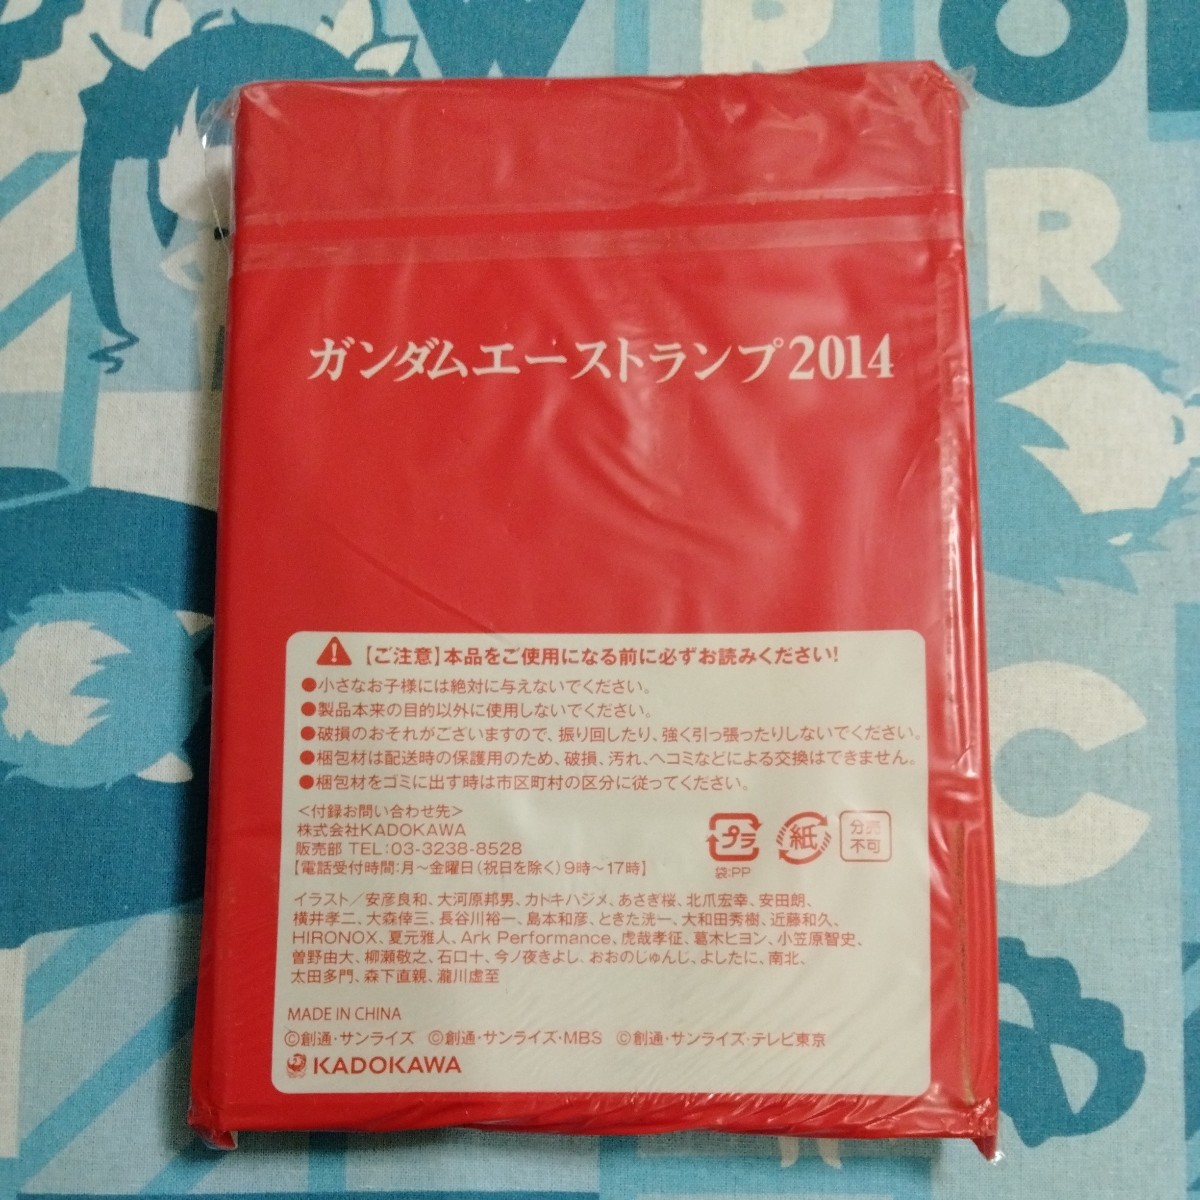 ガンダムエーストランプ2014
【ご注意】本品をご使用になる前に必ずお読みください!
●小さなお子様には絶対に与えないでください。
●製品本来の目的以外に使用しないでください。
●破損のおそれがございますので、振り回したり、強く引っ張ったりしないでください。
●梱包材は配送時の保護用のため、破損、汚れ、ヘコミなどによる交換はできません。
●梱包材をゴミに出す時は市区町村の区分に従ってください。
<付録お問い合わせ先>
株式会社KADOKAWA
販売部 TEL:03-3238-8528
【電話受付時間:月~金曜日(祝日を除く)9時~17時】
プラ
袋:PP
紙
分売
不可
イラスト/安彦良和、大河原邦男、カトキハジメ、あさぎ桜、北爪宏幸、安田朗、
横井孝二、大森倖三、長谷川裕一、島本和彦、ときた洸一、大和田秀樹、近藤和久、
HIRONOX、夏元雅人、Ark Performance、虎哉孝征、葛木ヒヨン、小笠原智史、
曽野由大、柳瀬敬之、石口十、今ノ夜きよし、おおのじゅんじ、よしたに、南北、
太田多門、森下直親、瀧川虚至
MADE IN CHINA
©創通・サンライズ ©創通・サンライズ・MBS ©創通・サンライズ・テレビ東京
KADOKAWA